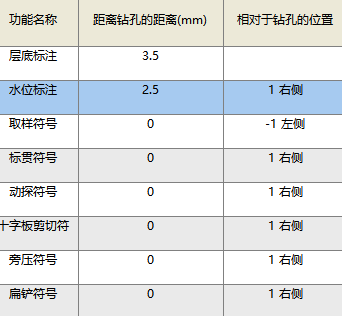 功能名称 距离钻孔的距离(mm) 相对于钻孔的位置
层底标注 3.5
水位标注 2.5 1 右侧
取样符号 0 -1 左侧
标贯符号 0 1 右侧
动探符号 0 1 右侧
十字板剪切符 0 1 右侧
旁压符号 0 1 右侧
扁铲符号 0 1 右侧